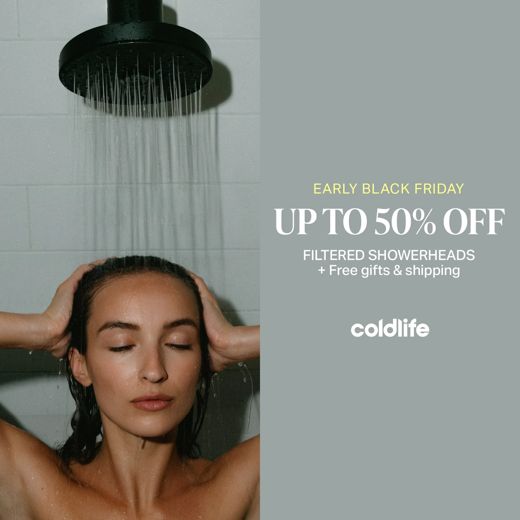 EARLY BLACK FRIDAY
UP TO 50% OFF
FILTERED SHOWERHEADS
+ Free gifts & shipping
coldlife